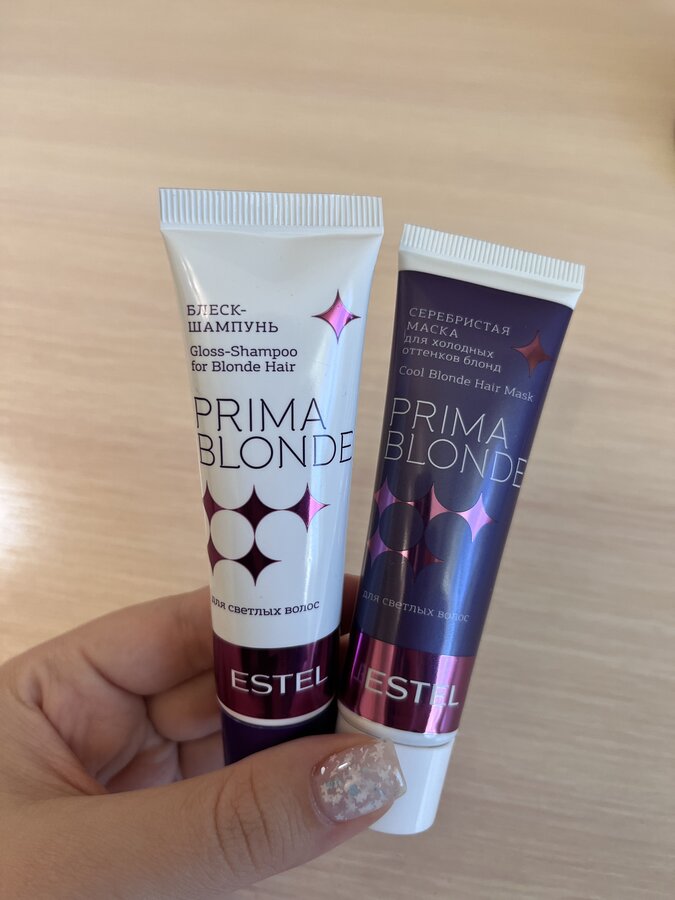 БЛЕСК-
ШАМПУНЬ
Gloss-Shampoo
for Blonde Hair
PRIMA
BLONDE
для светлых волос
ESTEL
СЕРЕБРИСТАЯ
МАСКА
для холодных
оттенков блонд
Cool Blonde Hair Mask
PRIMA
BLONDE
для светлых волос
ESTEL